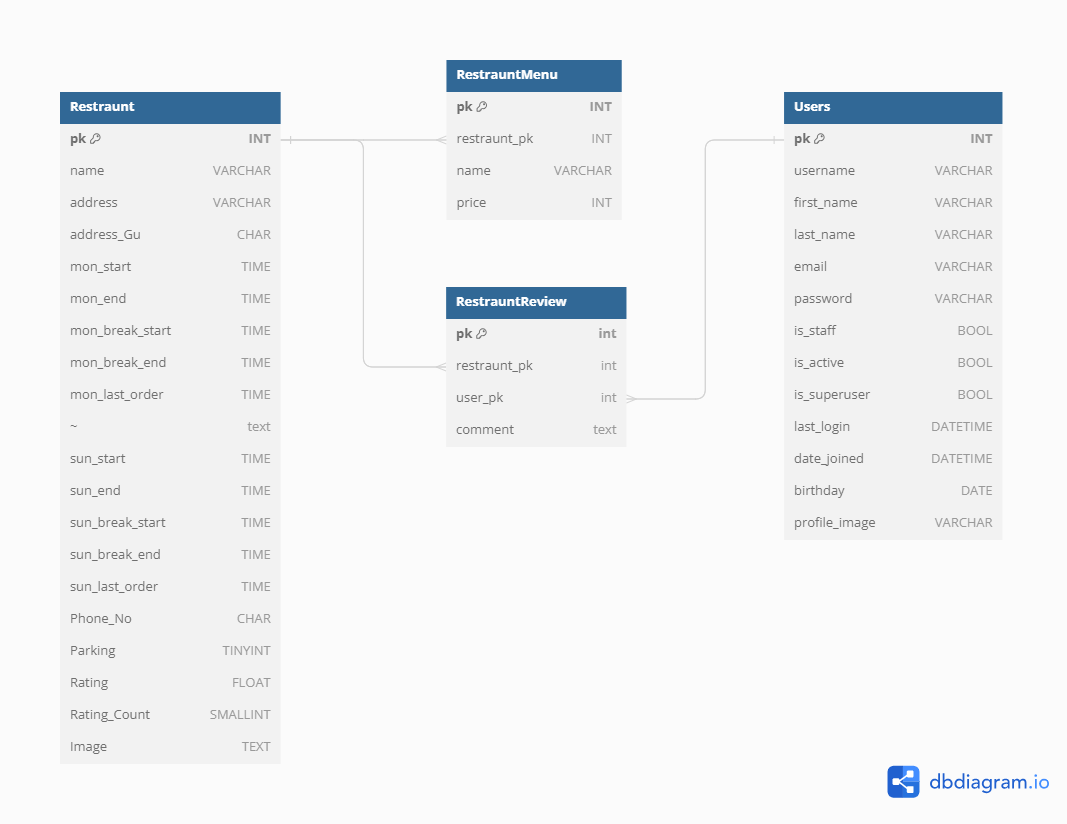 Restraunt
pk INT
name VARCHAR
address VARCHAR
address_Gu CHAR
mon_start TIME
mon_end TIME
mon_break_start TIME
mon_break_end TIME
mon_last_order TIME
~ text
sun_start TIME
sun_end TIME
sun_break_start TIME
sun_break_end TIME
sun_last_order TIME
Phone_No CHAR
Parking TINYINT
Rating FLOAT
Rating_Count SMALLINT
Image TEXT
RestrauntMenu
pk INT
restraunt_pk INT
name VARCHAR
price INT
RestrauntReview
pk int
restraunt_pk int
user_pk int
comment text
Users
pk INT
username VARCHAR
first_name VARCHAR
last_name VARCHAR
email VARCHAR
password VARCHAR
is_staff BOOL
is_active BOOL
is_superuser BOOL
last_login DATETIME
date_joined DATETIME
birthday DATE
profile_image VARCHAR
dbdiagram.io